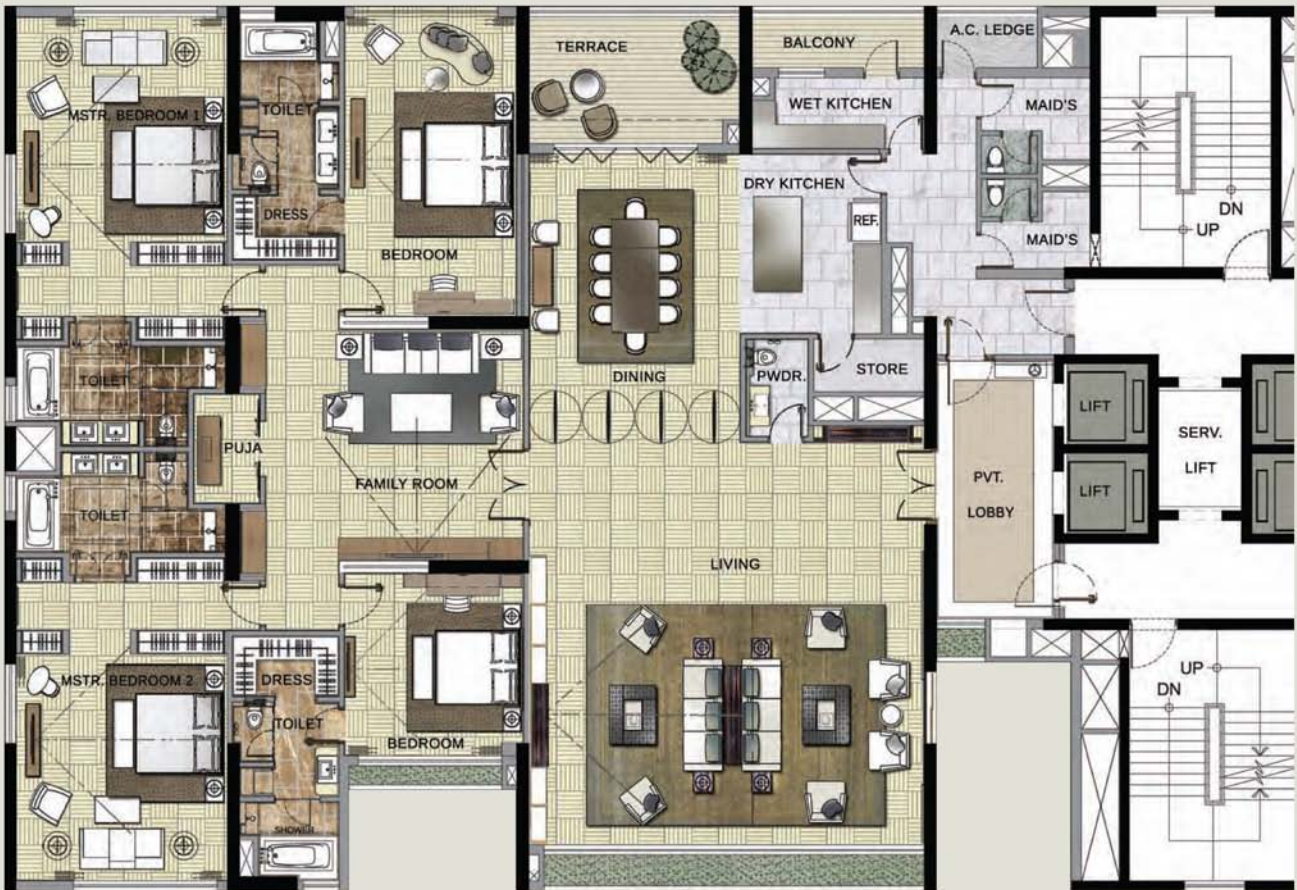 TERRACE
BALCONY
A.C. LEDGE
MSTR. BEDROOM 1
TOILET
WET KITCHEN
MAID'S
DRY KITCHEN
DRESS
REF.
DN
UP
MAID'S
BEDROOM
TOILET
DINING
PWDR.
STORE
LIFT
PUJA
SERV.
LIFT
FAMILY ROOM
PVT.
LOBBY
LIFT
TOILET
LIVING
MSTR. BEDROOM 2
DRESS
UP
DN
TOILET
BEDROOM
SHOWER